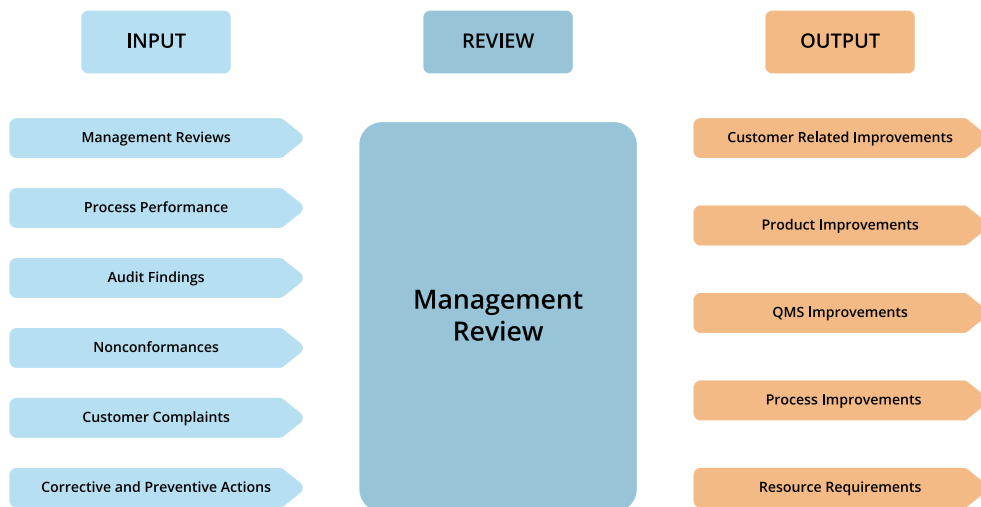 INPUT
REVIEW
OUTPUT
Management Reviews
Process Performance
Audit Findings
Nonconformances
Customer Complaints
Corrective and Preventive Actions
Management
Review
Customer Related Improvements
Product Improvements
QMS Improvements
Process Improvements
Resource Requirements